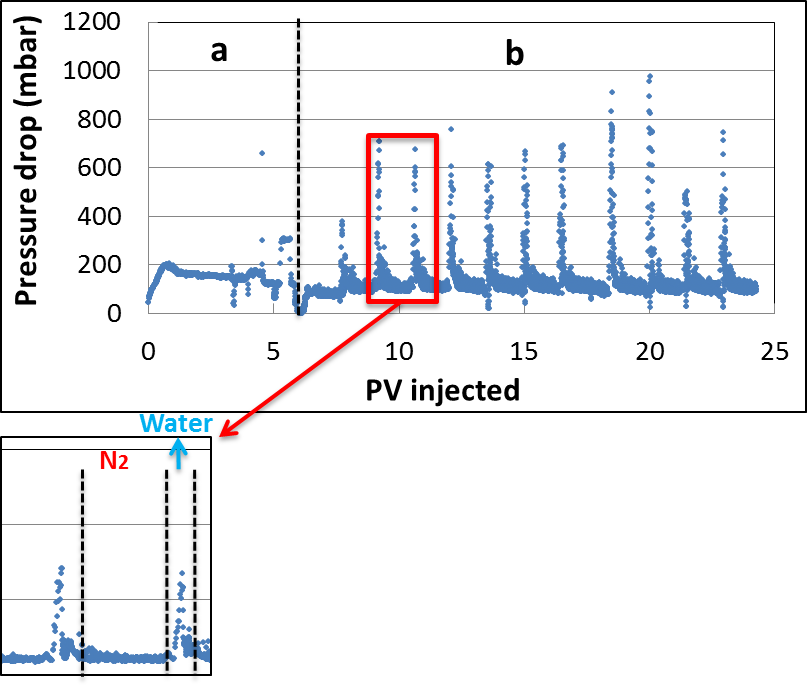 Pressure drop (mbar)
1200
1000
800
600
400
200
0
a
b
0 5 10 15 20 25
PV injected
Water
N2